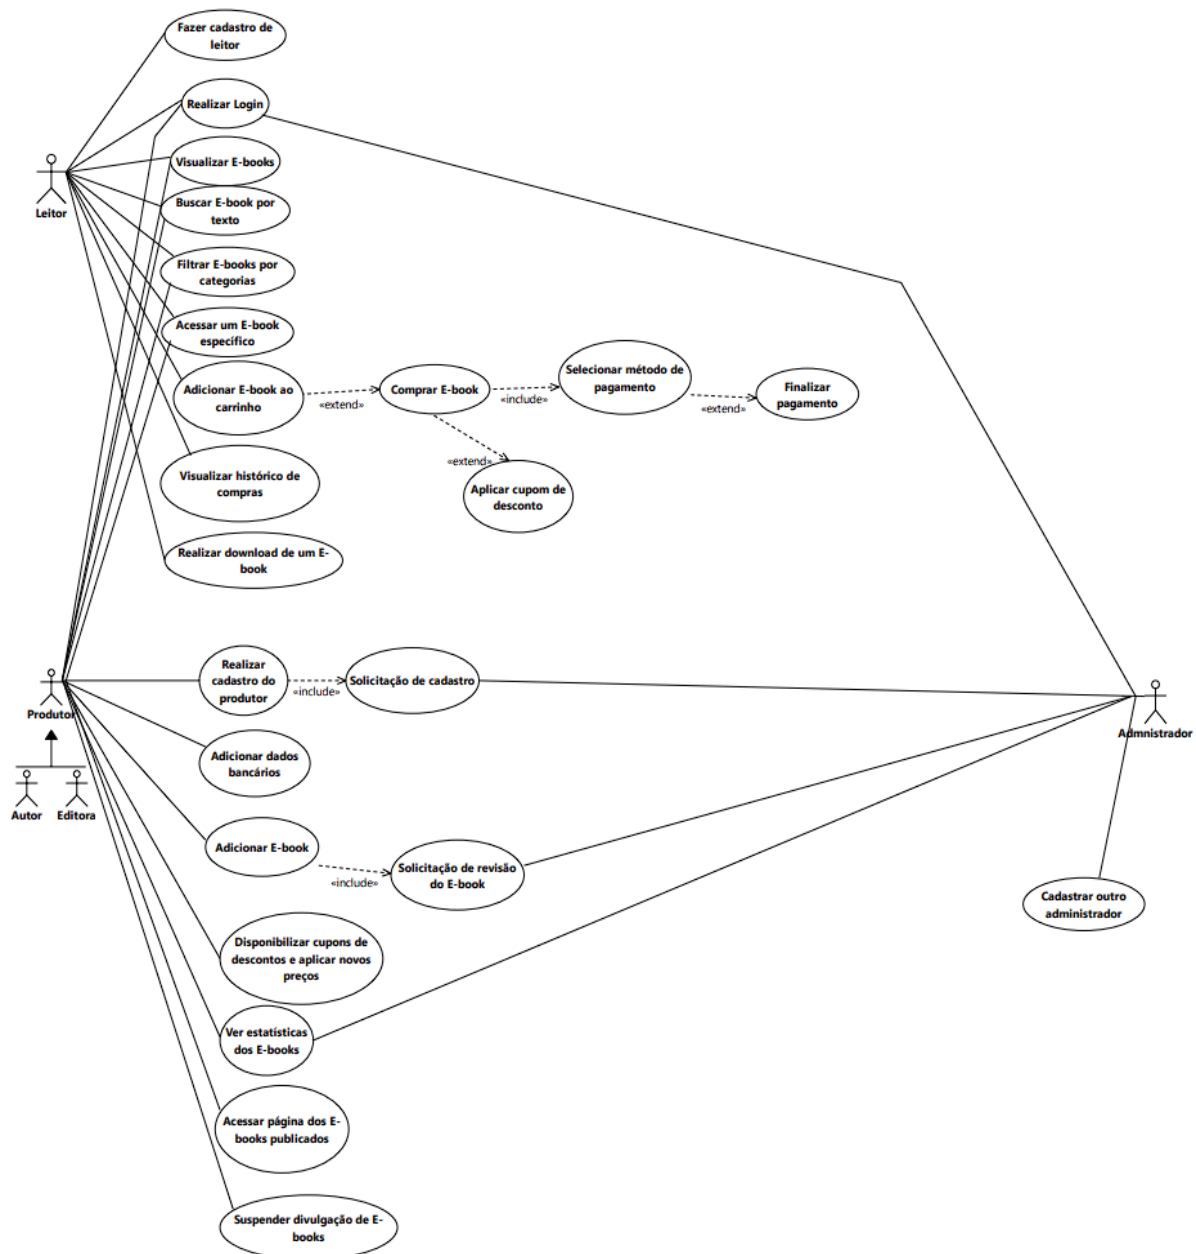 Fazer cadastro de
leitor
Realizar Login
Visualizar E-books
Leitor
Buscar E-book por
texto
Filtrar E-books por
categorias
Acessar um E-book
específico
Adicionar E-book ao
carrinho
«extend»
Comprar E-book
«include»
Selecionar método de
pagamento
«extend»
Finalizar
pagamento
«extend»
Aplicar cupom de
desconto
Visualizar histórico de
compras
Realizar download de um E-
book
Produtor
Realizar
cadastro do
produtor
«include»
Solicitação de cadastro
Admnistrador
Autor
Editora
Adicionar dados
bancários
Adicionar E-book
«include»
Solicitação de revisão
do E-book
Cadastrar outro
administrador
Disponibilizar cupons de
descontos e aplicar novos
preços
Ver estatísticas
dos E-books
Acessar página dos E-
books publicados
Suspender divulgação de E-
books